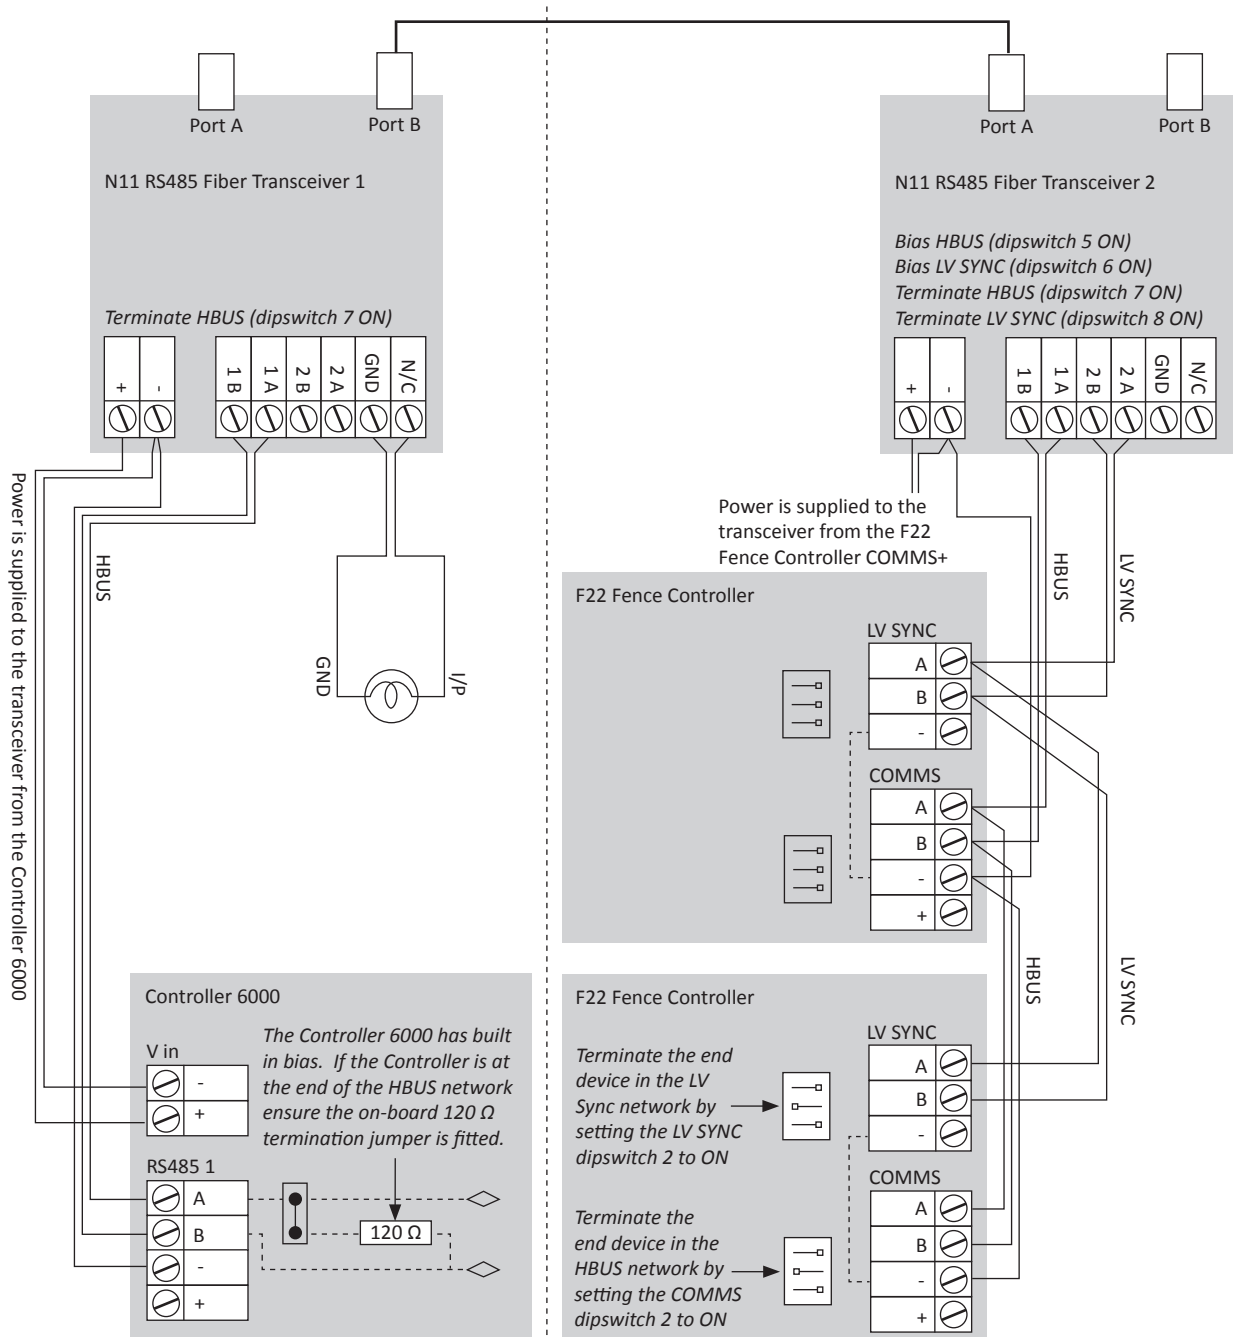 Port A
Port B
N11 RS485 Fiber Transceiver 1
Terminate HBUS (dipswitch 7 ON)
+
-
1 B
1 A
2 B
2 A
GND
N/C
Power is supplied to the transceiver from the Controller 6000
HBUS
GND
I/P
Controller 6000
V in
-
+
The Controller 6000 has built
in bias. If the Controller is at
the end of the HBUS network
ensure the on-board 120 Ω
termination jumper is fitted.
RS485 1
A
B
-
+
120 Ω
Port A
Port B
N11 RS485 Fiber Transceiver 2
Bias HBUS (dipswitch 5 ON)
Bias LV SYNC (dipswitch 6 ON)
Terminate HBUS (dipswitch 7 ON)
Terminate LV SYNC (dipswitch 8 ON)
+
-
1 B
1 A
2 B
2 A
GND
N/C
Power is supplied to the
transceiver from the F22
Fence Controller COMMS+
HBUS
LV SYNC
F22 Fence Controller
LV SYNC
A
B
-
COMMS
A
B
-
+
HBUS
LV SYNC
F22 Fence Controller
LV SYNC
A
B
-
Terminate the end
device in the LV
Sync network by
setting the LV SYNC
dipswitch 2 to ON
COMMS
A
B
-
+
Terminate the
end device in the
HBUS network by
setting the COMMS
dipswitch 2 to ON